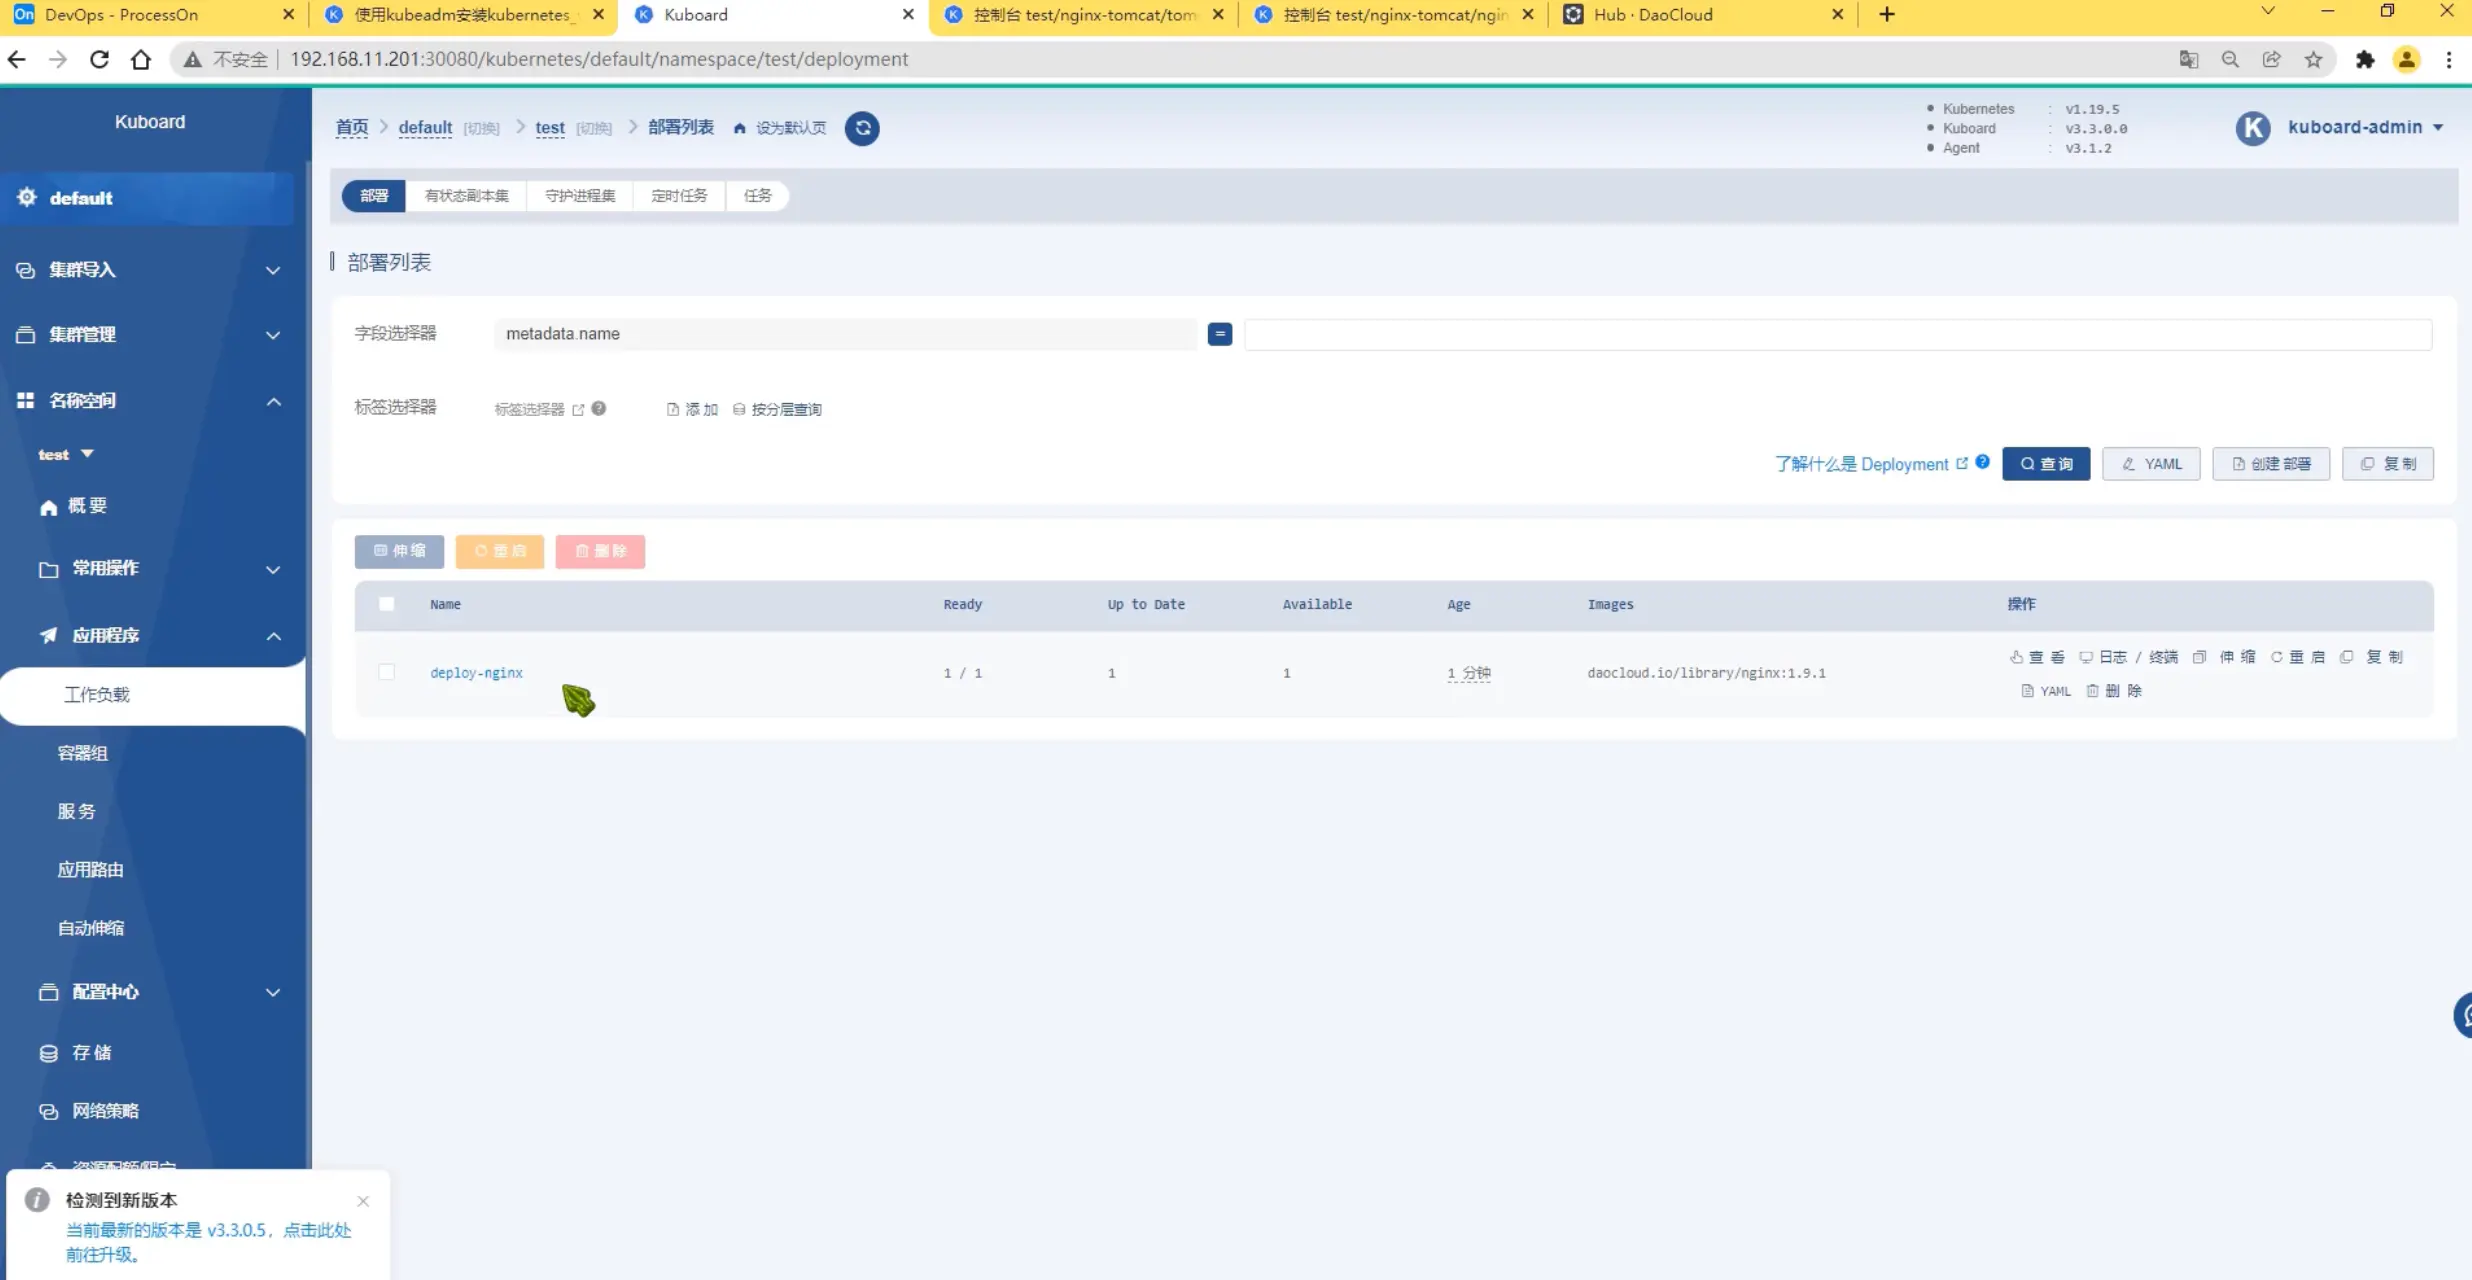 DevOps - ProcessOn
使用kubeadm安装kubernetes_
Kuboard
控制台 test/nginx-tomcat/tom
控制台 test/nginx-tomcat/ngin
Hub · DaoCloud
不安全 192.168.11.201:30080/kubernetes/default/namespace/test/deployment
Kuboard
default
集群导入
集群管理
名称空间
test
概要
常用操作
应用程序
工作负载
容器组
服务
应用路由
自动伸缩
配置中心
存储
网络策略
首页 > default [切换] > test [切换] > 部署列表 设为默认页
Kubernetes : v1.19.5
Kuboard : v3.3.0.0
Agent : v3.1.2
K kuboard-admin
部署 有状态副本集 守护进程集 定时任务 任务
部署列表
字段选择器 metadata.name =
标签选择器 标签选择器 添加 按分层查询
了解什么是 Deployment 查询 YAML 创建部署 复制
伸缩 重启 删除
Name Ready Up to Date Available Age Images 操作
deploy-nginx 1 / 1 1 1 1 分钟 daocloud.io/library/nginx:1.9.1 查看 日志 / 终端 伸缩 重启 复制
YAML 删除
检测到新版本
当前最新的版本是 v3.3.0.5，点击此处
前往升级。